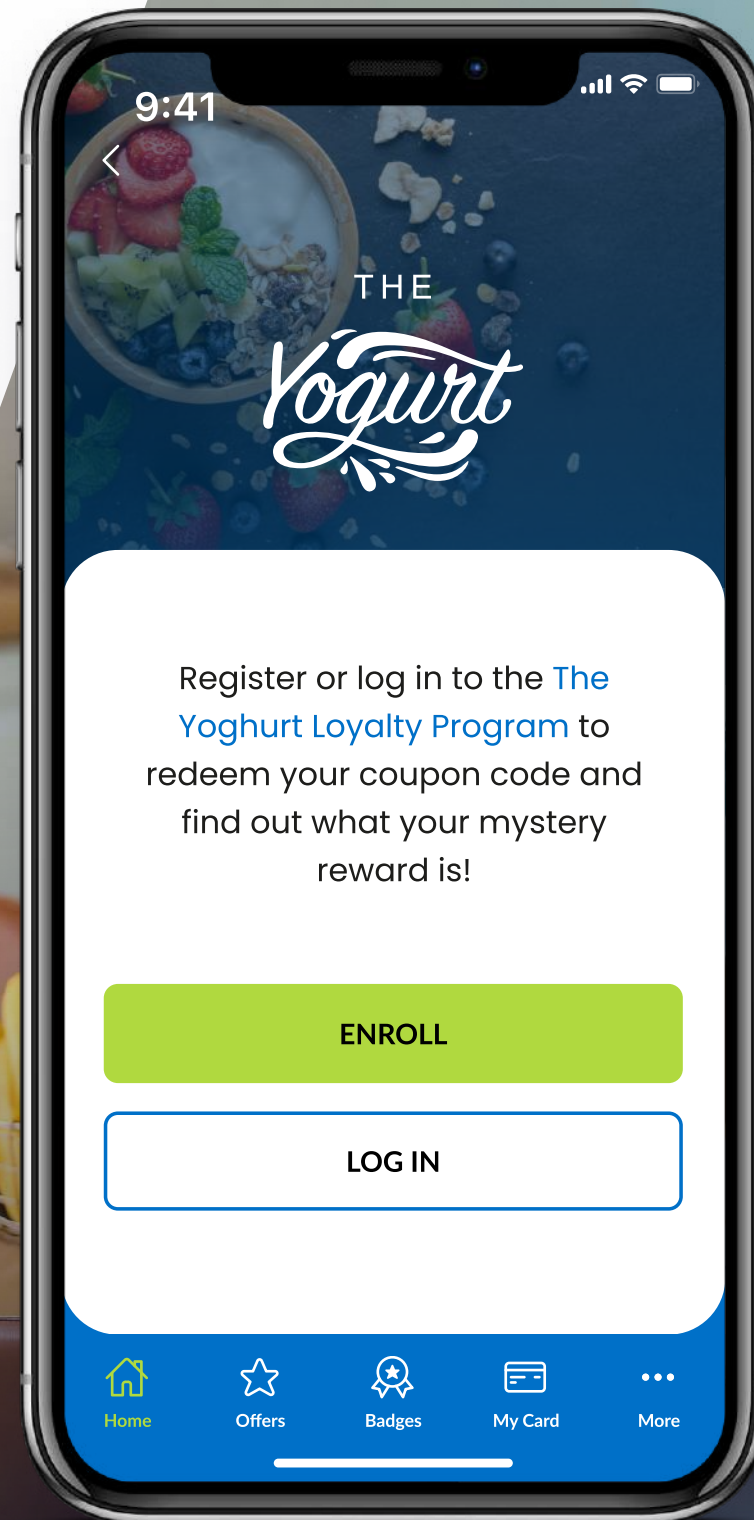 9:41
THE
Yogurt
Register or log in to the The
Yoghurt Loyalty Program to
redeem your coupon code and
find out what your mystery
reward is!
ENROLL
LOG IN
Home Offers Badges My Card More